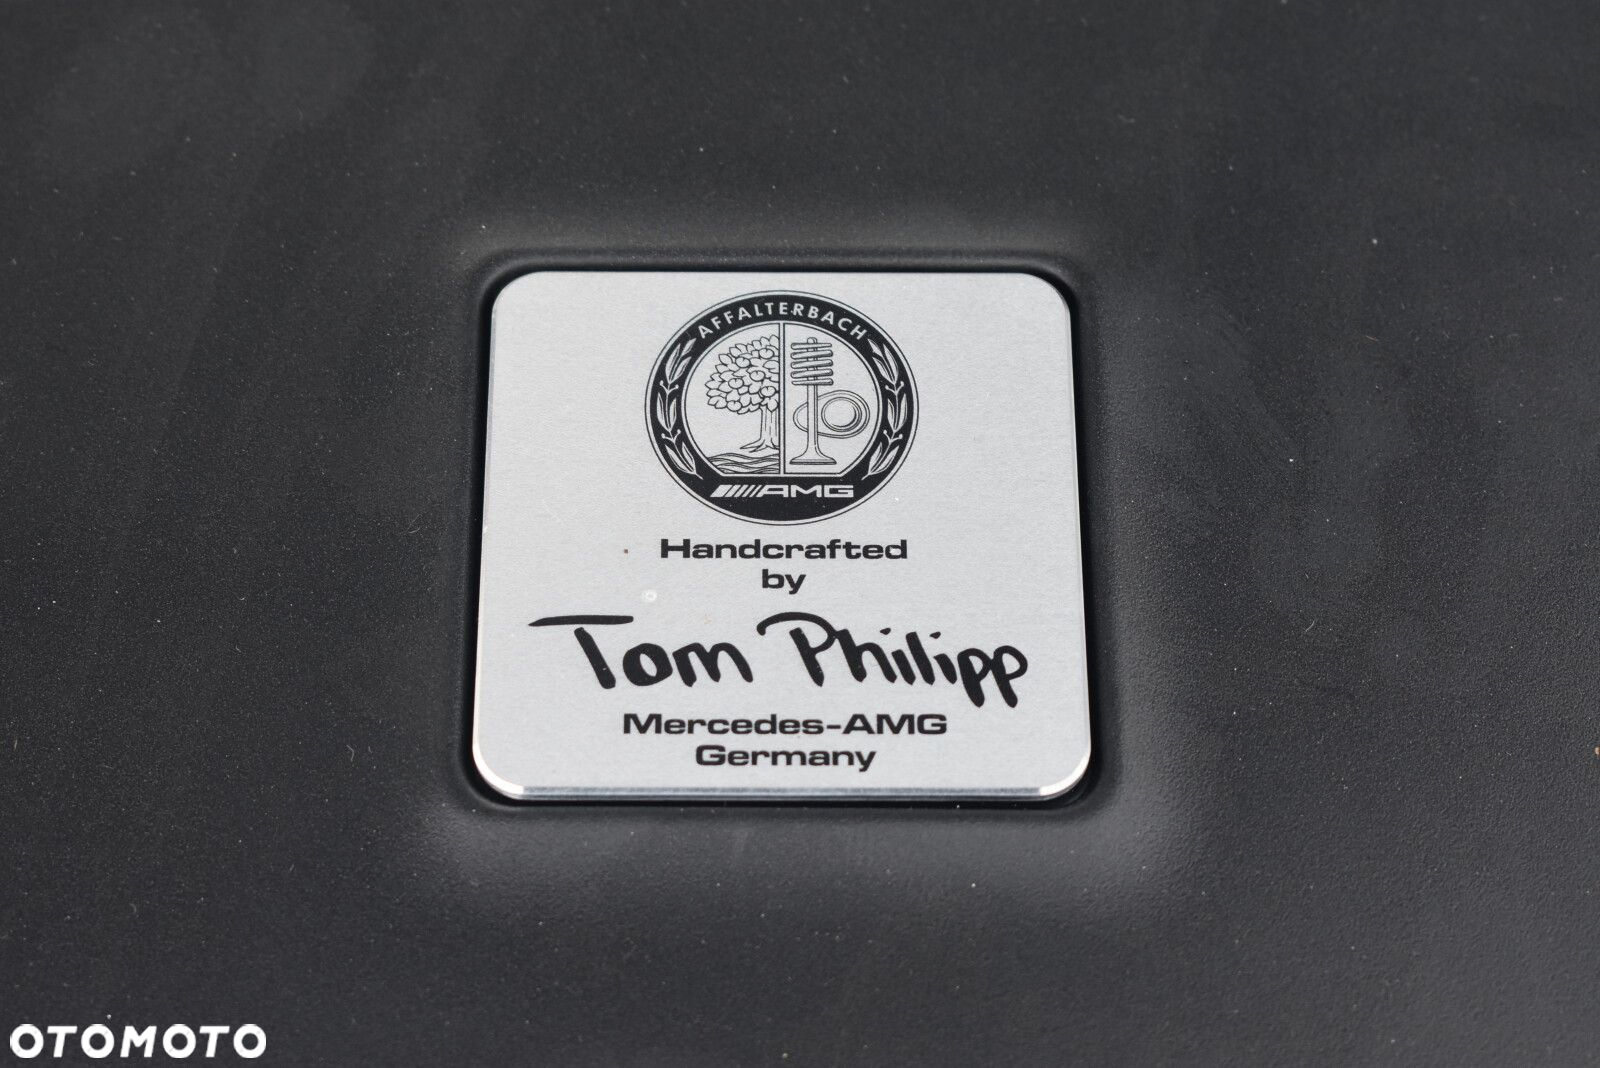 AFFALTERBACH
AMG
Handcrafted
by
Tom Philipp
Mercedes-AMG
Germany
OTOMOTO